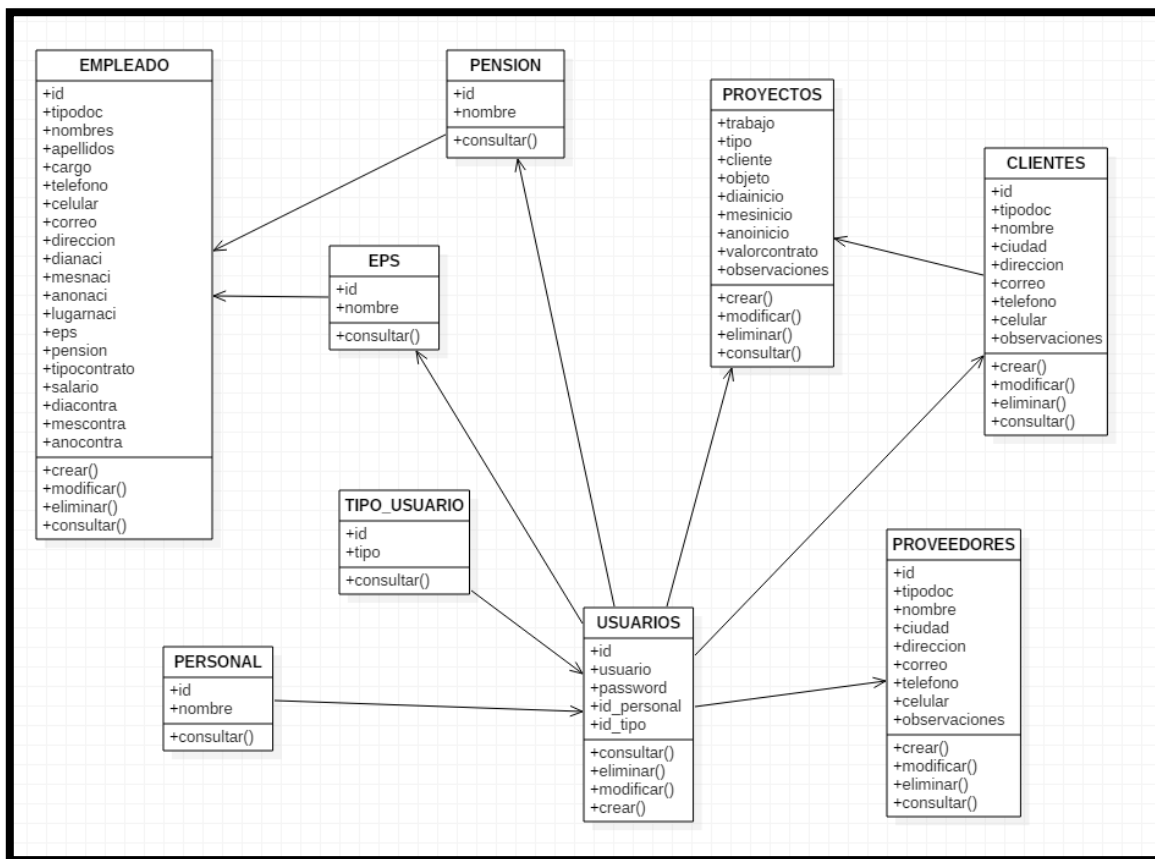 EMPLEADO
+id
+tipodoc
+nombres
+apellidos
+cargo
+telefono
+celular
+correo
+direccion
+dianaci
+mesnaci
+anonaci
+lugarnaci
+eps
+pension
+tipocontrato
+salario
+diacontra
+mescontra
+anocontra
+crear()
+modificar()
+eliminar()
+consultar()
PENSION
+id
+nombre
+consultar()
EPS
+id
+nombre
+consultar()
PROYECTOS
+trabajo
+tipo
+cliente
+objeto
+diainicio
+mesinicio
+anoinicio
+valorcontrato
+observaciones
+crear()
+modificar()
+eliminar()
+consultar()
CLIENTES
+id
+tipodoc
+nombre
+ciudad
+direccion
+correo
+telefono
+celular
+observaciones
+crear()
+modificar()
+eliminar()
+consultar()
TIPO_USUARIO
+id
+tipo
+consultar()
PERSONAL
+id
+nombre
+consultar()
USUARIOS
+id
+usuario
+password
+id_personal
+id_tipo
+consultar()
+eliminar()
+modificar()
+crear()
PROVEEDORES
+id
+tipodoc
+nombre
+ciudad
+direccion
+correo
+telefono
+celular
+observaciones
+crear()
+modificar()
+eliminar()
+consultar()